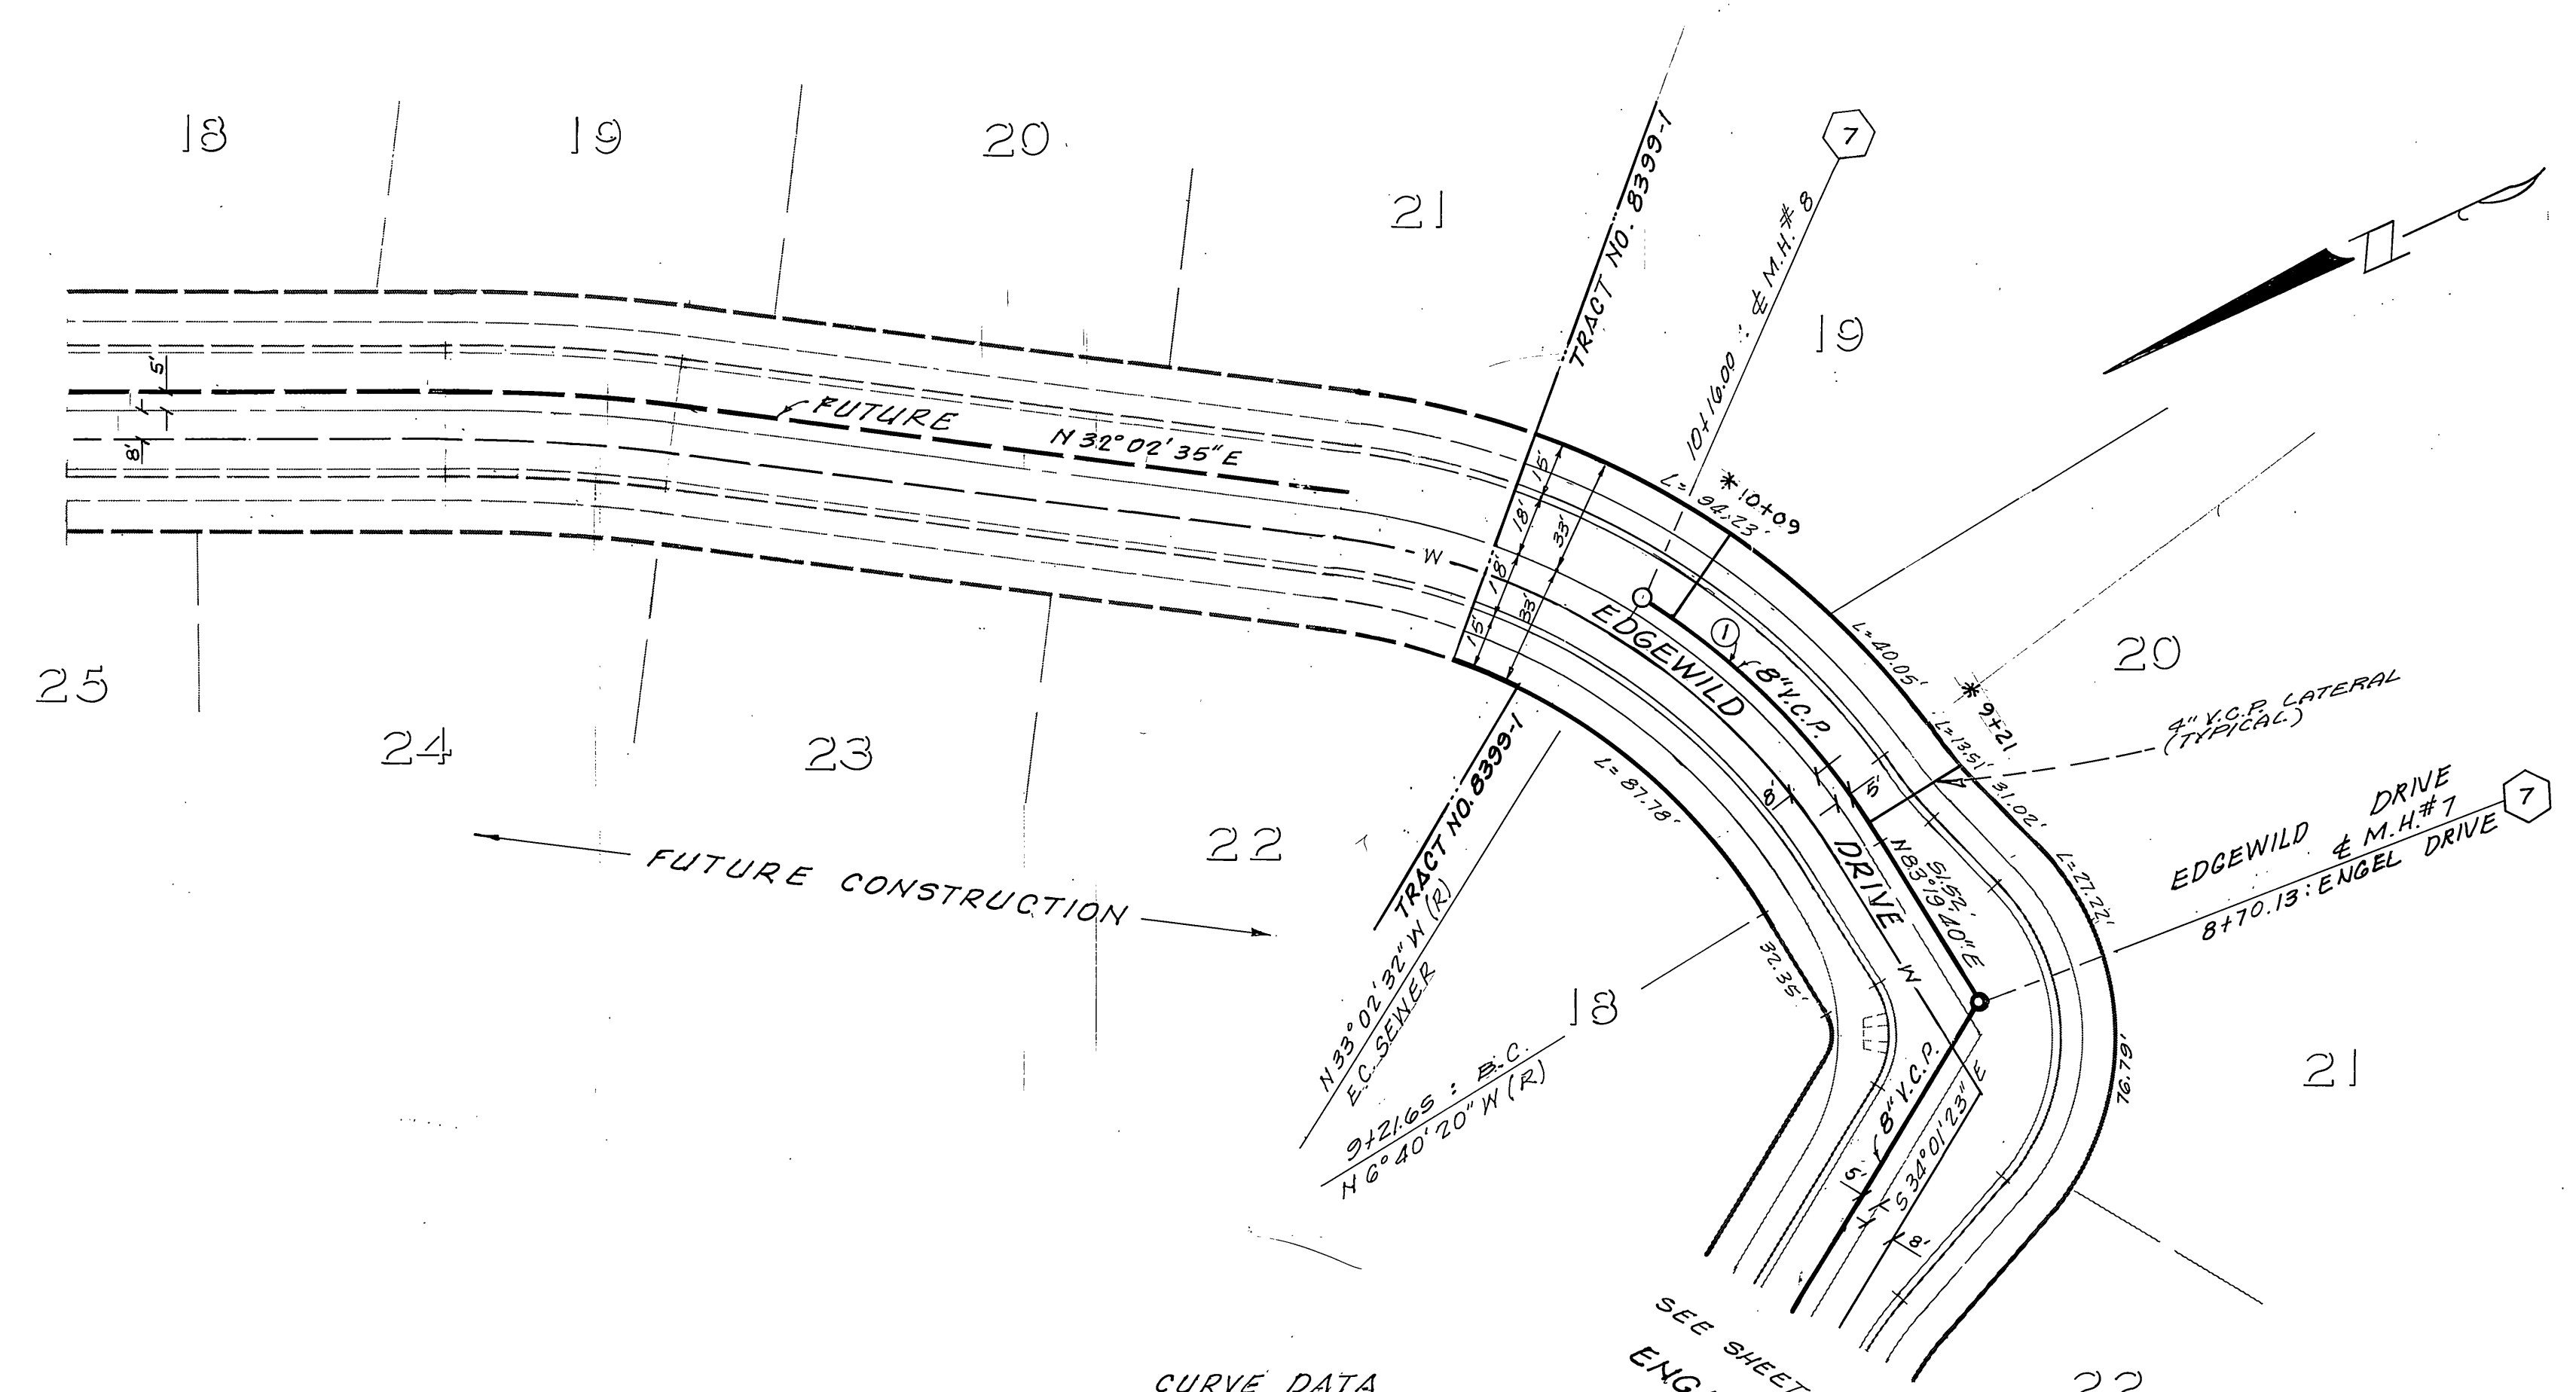 18
19
20
21
TRACT NO. 8399-1
10+16.00 : ℄ M.H.# 8
7
19
5'
8'
FUTURE
N 32° 02' 35" E
W
15'
18'
33'
18'
33'
15'
L= 94.23'
* 10+09
EDGEWILD
DRIVE
1
8" V.C.P.
L=40.05'
20
* 9+21
L=13.51'
31.02'
4" V.C.P. LATERAL
(TYPICAL)
EDGEWILD DRIVE
℄ M.H.#7
8+70.13 : ENGEL DRIVE
7
L=27.22'
76.79'
21
25
24
23
22
FUTURE CONSTRUCTION
TRACT NO. 8399-1
N 33° 02' 32" W (R)
E.C. SEWER
L= 87.78'
8'
5'
51.52'
N 83° 19' 40" E
W
32.35'
18
9+21.65 : B.C.
N 6° 40' 20" W (R)
8" V.C.P.
S 34° 01' 23" E
5'
8'
SEE SHEET
ENG
22
CURVE DATA